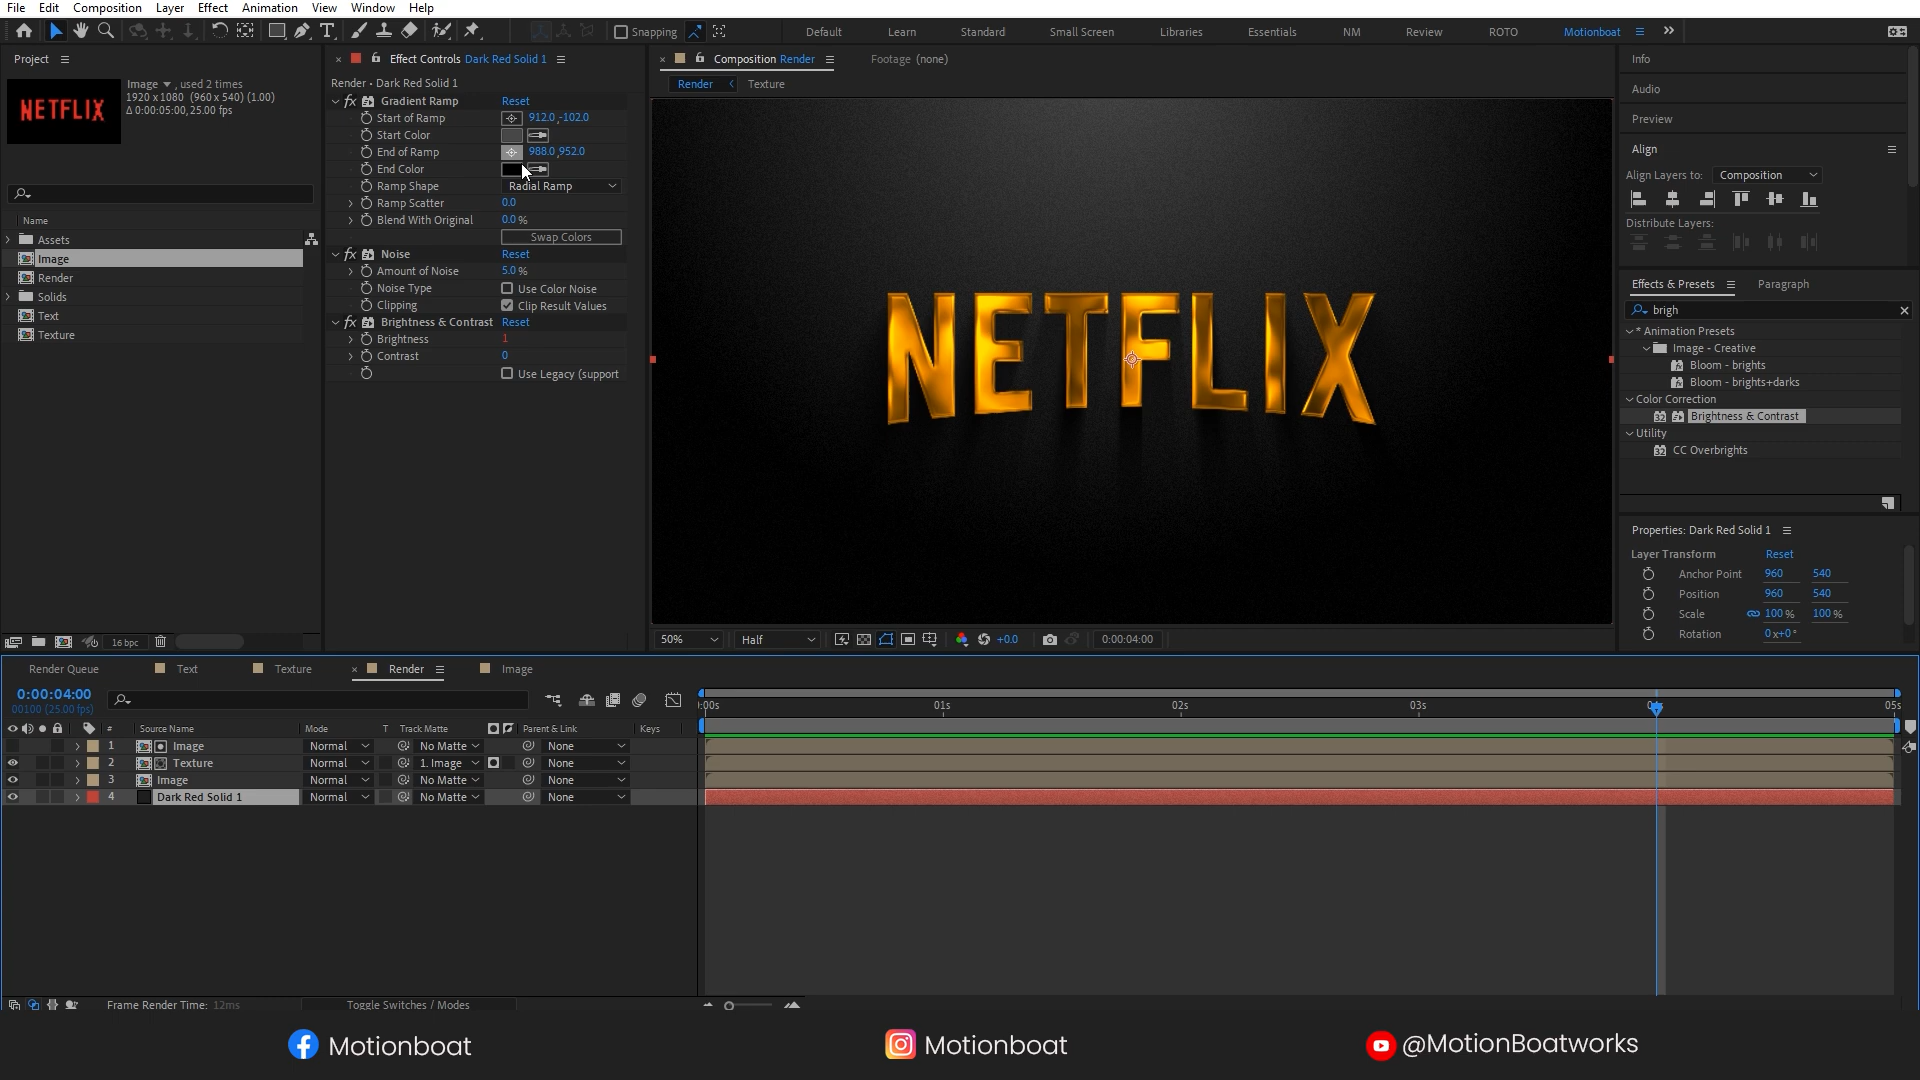 File Edit Composition Layer Effect Animation View Window Help
Snapping
Default Learn Standard Small Screen Libraries Essentials NM Review ROTO Motionboat
Project
Image , used 2 times
1920 x 1080 (960 x 540) (1.00)
Δ 0:00:05:00, 25.00 fps
NETFLIX
Name
Assets
Image
Render
Solids
Text
Texture
16 bpc
Effect Controls Dark Red Solid 1
Render • Dark Red Solid 1
fx Gradient Ramp Reset
Start of Ramp 912.0 ,-102.0
Start Color
End of Ramp 988.0 ,952.0
End Color
Ramp Shape Radial Ramp
Ramp Scatter 0.0
Blend With Original 0.0 %
Swap Colors
fx Noise Reset
Amount of Noise 5.0 %
Noise Type Use Color Noise
Clipping Clip Result Values
fx Brightness & Contrast Reset
Brightness 1
Contrast 0
Use Legacy (support
Composition Render
Footage (none)
Render Texture
NETFLIX
50% Half +0.0 0:00:04:00
Info
Audio
Preview
Align
Align Layers to: Composition
Distribute Layers:
Effects & Presets Paragraph
brigh
* Animation Presets
Image - Creative
Bloom - brights
Bloom - brights+darks
Color Correction
32 Brightness & Contrast
Utility
32 CC Overbrights
Properties: Dark Red Solid 1
Layer Transform Reset
Anchor Point 960 540
Position 960 540
Scale 100 % 100 %
Rotation 0 x+0 °
Render Queue Text Texture Render Image
0:00:04:00
00100 (25.00 fps)
:00s 01s 02s 03s 05s
# Source Name Mode T Track Matte Parent & Link Keys
1 Image Normal No Matte None
2 Texture Normal 1. Image None
3 Image Normal No Matte None
4 Dark Red Solid 1 Normal No Matte None
Frame Render Time: 12ms Toggle Switches / Modes
Motionboat Motionboat @MotionBoatworks